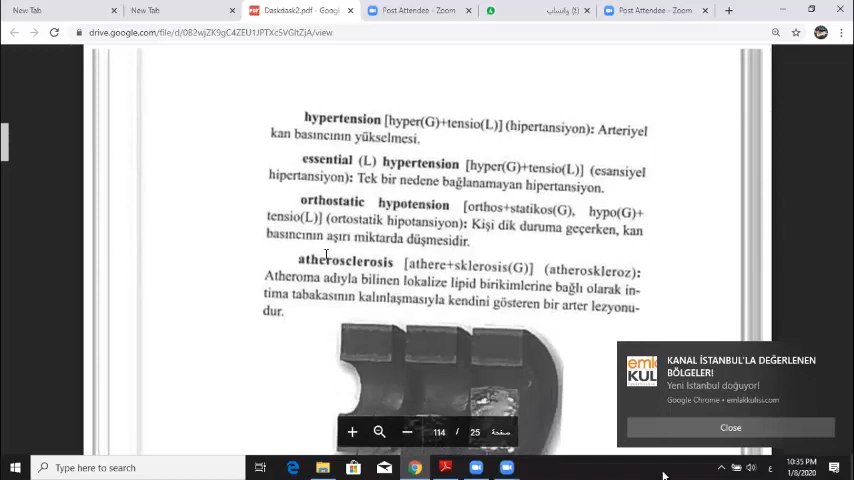 New Tab
New Tab
Daskdask2.pdf - Googl
Post Attendee - Zoom
(2) واتساب
Post Attendee - Zoom
drive.google.com/file/d/0B2wjZK9gC4ZEU1JPTXc5VGltZjA/view
hypertension [hyper(G)+tensio(L)] (hipertansiyon): Arteriyel
kan basıncının yükselmesi.
essential (L) hypertension [hyper(G)+tensio(L)] (esansiyel
hipertansiyon): Tek bir nedene bağlanamayan hipertansiyon.
orthostatic hypotension [orthos+statikos(G), hypo(G)+
tensio(L)] (ortostatik hipotansiyon): Kişi dik duruma geçerken, kan
basıncının aşırı miktarda düşmesidir.
atherosclerosis [athere+sklerosis(G)] (ateroskleroz):
Atheroma adıyla bilinen lokalize lipid birikimlerine bağlı olarak in-
tima tabakasının kalınlaşmasıyla kendini gösteren bir arter lezyonu-
dur.
114 / 25 صفحة
emla
KUL
KANAL İSTANBUL'LA DEĞERLENEN
BÖLGELER!
Yeni İstanbul doğuyor!
Google Chrome • emlakkulisi.com
Close
Type here to search
ع
10:35 PM
1/8/2020